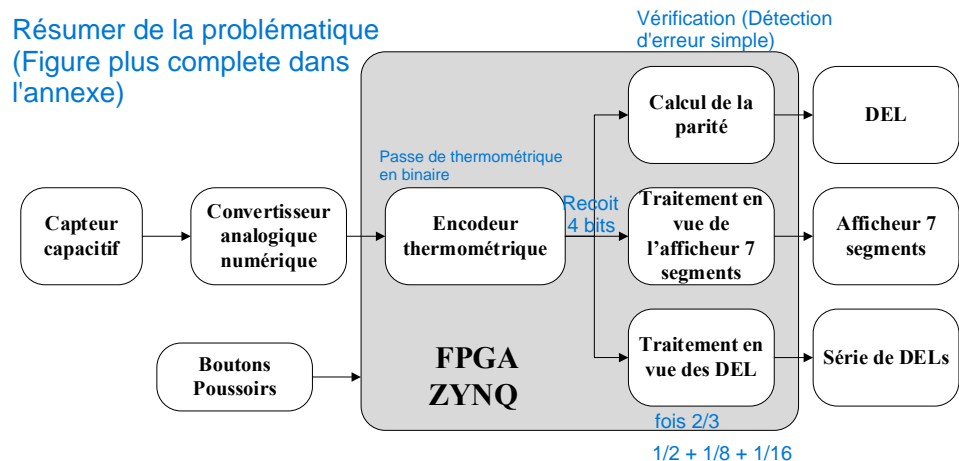 Résumer de la problématique
(Figure plus complete dans
l'annexe)
Vérification (Détection
d'erreur simple)
Calcul de la
parité
DEL
Passe de thermométrique
en binaire
Capteur
capacitif
Convertisseur
analogique
numérique
Encodeur
thermométrique
Recoit
4 bits
Traitement en
vue de
l'afficheur 7
segments
Afficheur 7
segments
Boutons
Poussoirs
FPGA
ZYNQ
Traitement en
vue des DEL
Série de DELs
fois 2/3
1/2 + 1/8 + 1/16